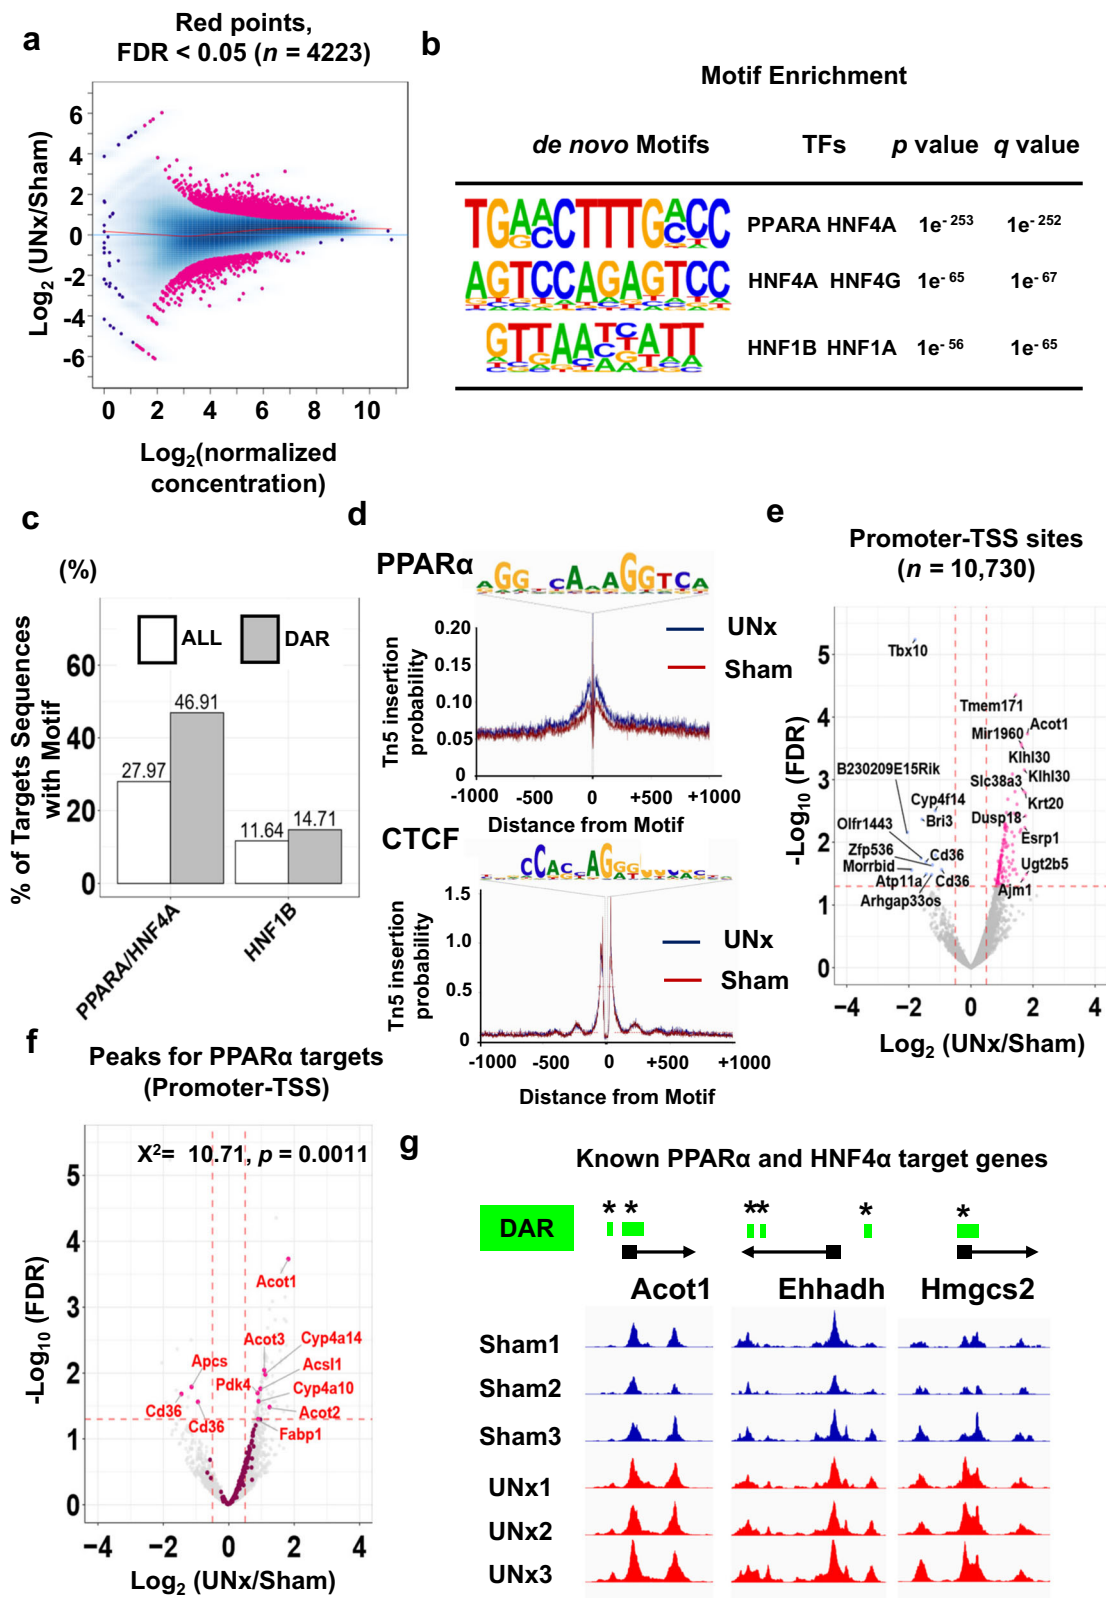 a
Red points,
FDR < 0.05 (n = 4223)
Log2 (UNx/Sham)
6
4
2
0
-2
-4
-6
0 2 4 6 8 10
Log2(normalized
concentration)
b
Motif Enrichment
de novo Motifs TFs p value q value
TGAACTTTGACC PPARA HNF4A 1e-253 1e-252
AGTCCAGAGTCC HNF4A HNF4G 1e-65 1e-67
GTTAATCATT HNF1B HNF1A 1e-56 1e-65
c
(%)
% of Targets Sequences
with Motif
ALL DAR
60
40
20
0
27.97
46.91
11.64
14.71
PPARA/HNF4A
HNF1B
d
PPARα
AGG CA AGGTCA
Tn5 insertion
probability
0.20
0.15
0.10
0.05
0
UNx
Sham
-1000 -500 0 +500 +1000
Distance from Motif
CTCF
CCA CAG
Tn5 insertion
probability
1.5
1.0
0.5
0
UNx
Sham
-1000 -500 0 +500 +1000
Distance from Motif
e
Promoter-TSS sites
(n = 10,730)
-Log10 (FDR)
5
4
3
2
1
0
Tbx10
Tmem171
Acot1
Mir1960
Klhl30
Klhl30
B230209E15Rik
Slc38a3
Krt20
Cyp4f14
Dusp18
Bri3
Olfr1443
Esrp1
Zfp536
Cd36
Morrbid
Ugt2b5
Atp11a
Cd36
Ajm1
Arhgap33os
-4 -2 0 2 4
Log2 (UNx/Sham)
f
Peaks for PPARα targets
(Promoter-TSS)
X2= 10.71, p = 0.0011
-Log10 (FDR)
5
4
3
2
1
0
Acot1
Acot3
Cyp4a14
Apcs
Acsl1
Pdk4
Cyp4a10
Cd36
Acot2
Cd36
Fabp1
−4 −2 0 2 4
Log2 (UNx/Sham)
g
Known PPARα and HNF4α target genes
DAR
* * ** * *
Acot1 Ehhadh Hmgcs2
Sham1
Sham2
Sham3
UNx1
UNx2
UNx3